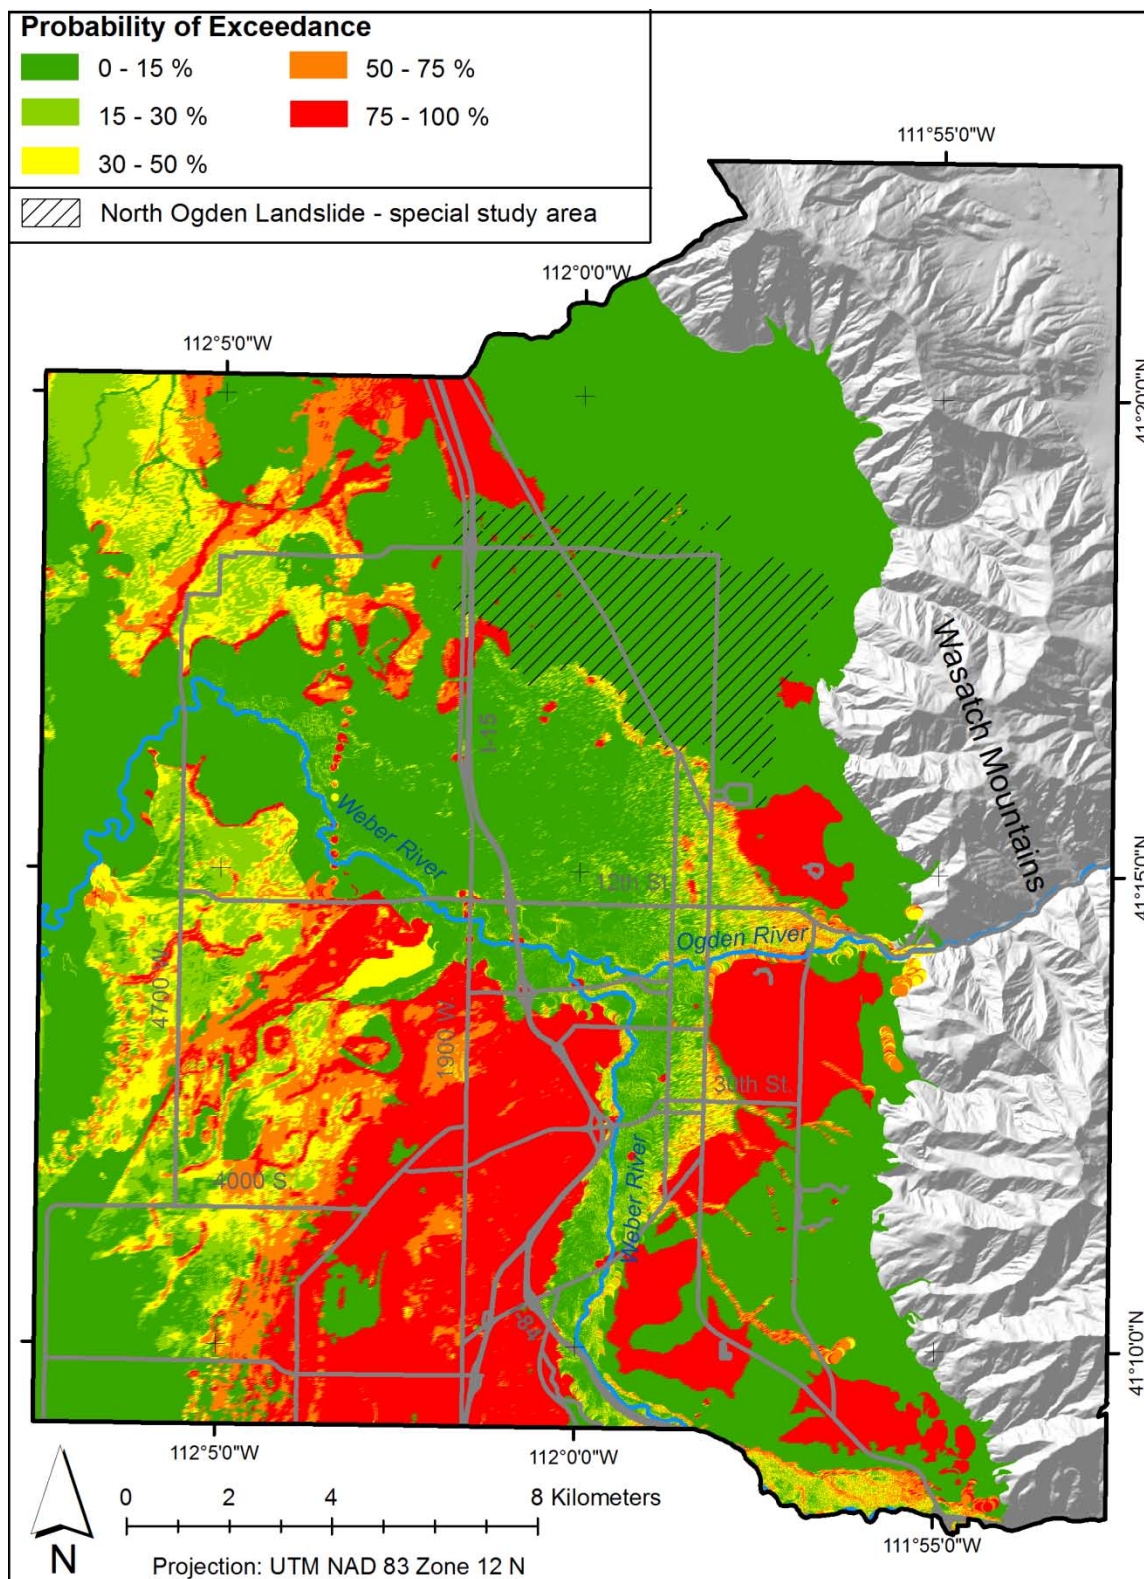 Probability of Exceedance
0 - 15 %
50 - 75 %
15 - 30 %
75 - 100 %
30 - 50 %
North Ogden Landslide - special study area
111°55'0"W
112°0'0"W
112°5'0"W
41°20'0"N
Wasatch Mountains
I-15
Weber River
12th St.
41°15'0"N
Ogden River
4700 W.
1900 W.
30th St.
Weber River
4000 S
I-84
41°10'0"N
112°5'0"W
112°0'0"W
111°55'0"W
0 2 4 8 Kilometers
N
Projection: UTM NAD 83 Zone 12 N